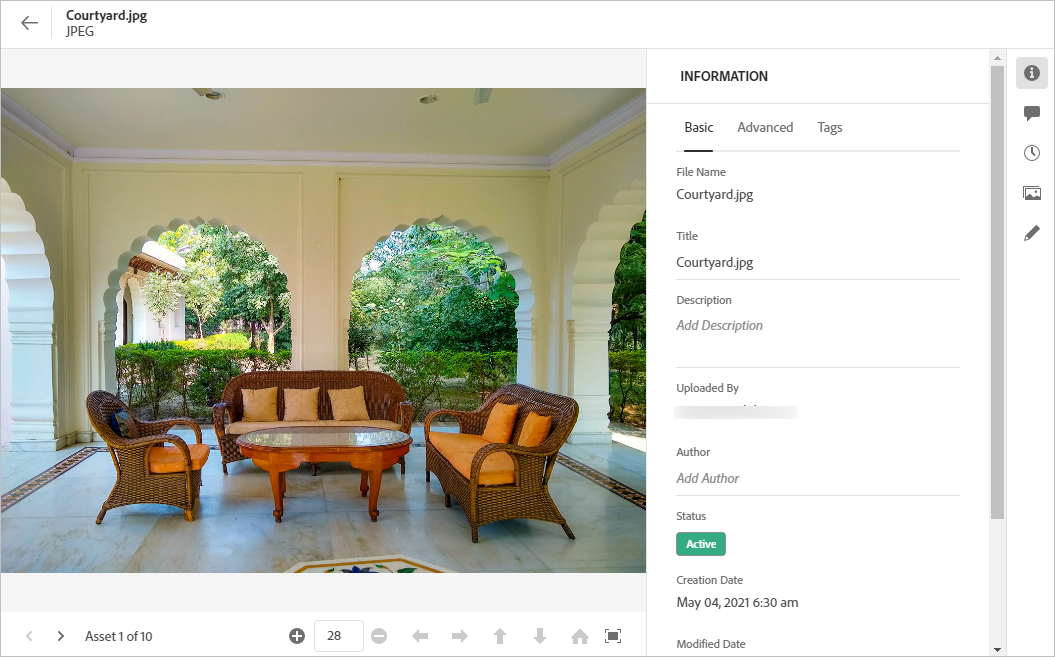 Courtyard.jpg
JPEG
INFORMATION
Basic Advanced Tags
File Name
Courtyard.jpg
Title
Courtyard.jpg
Description
Add Description
Uploaded By
Author
Add Author
Status
Active
Creation Date
May 04, 2021 6:30 am
Modified Date
Asset 1 of 10
28